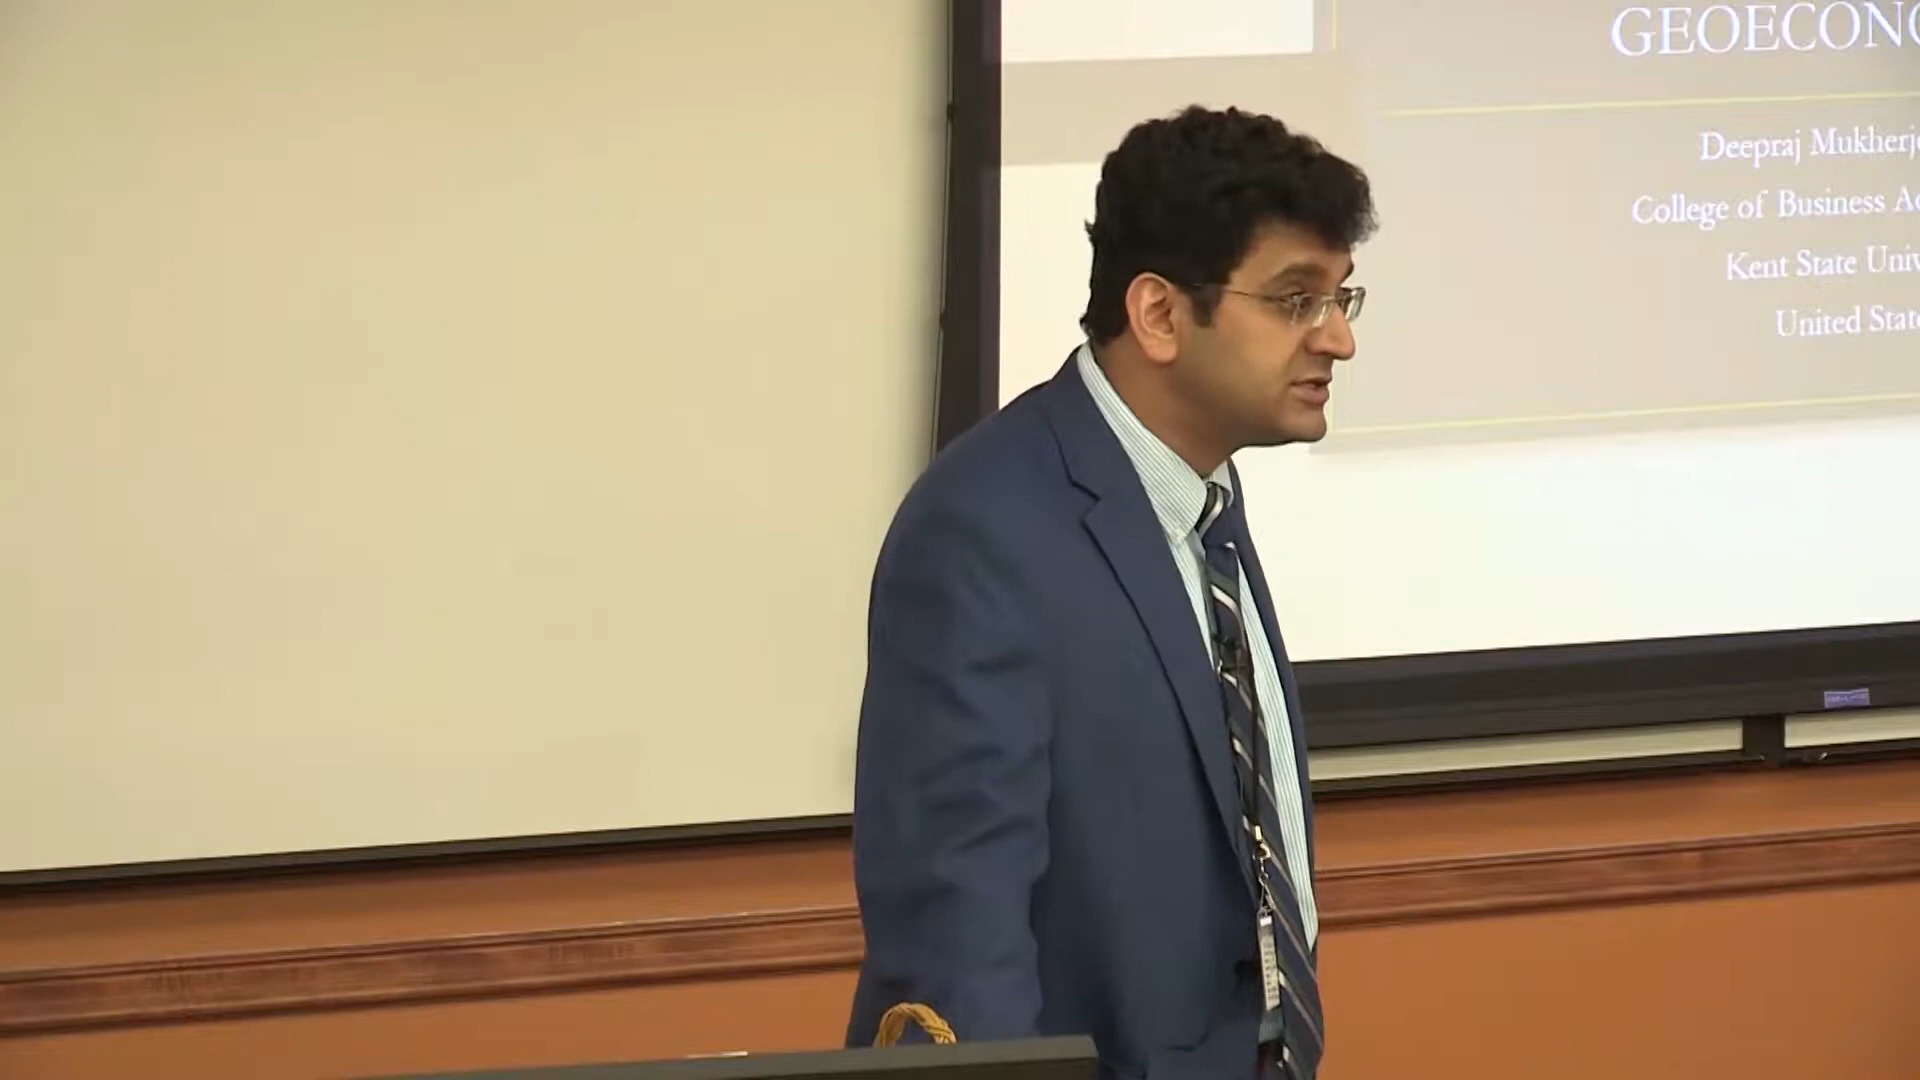 GEOECONO
Deepraj Mukherje
College of Business Ad
Kent State Univ
United State